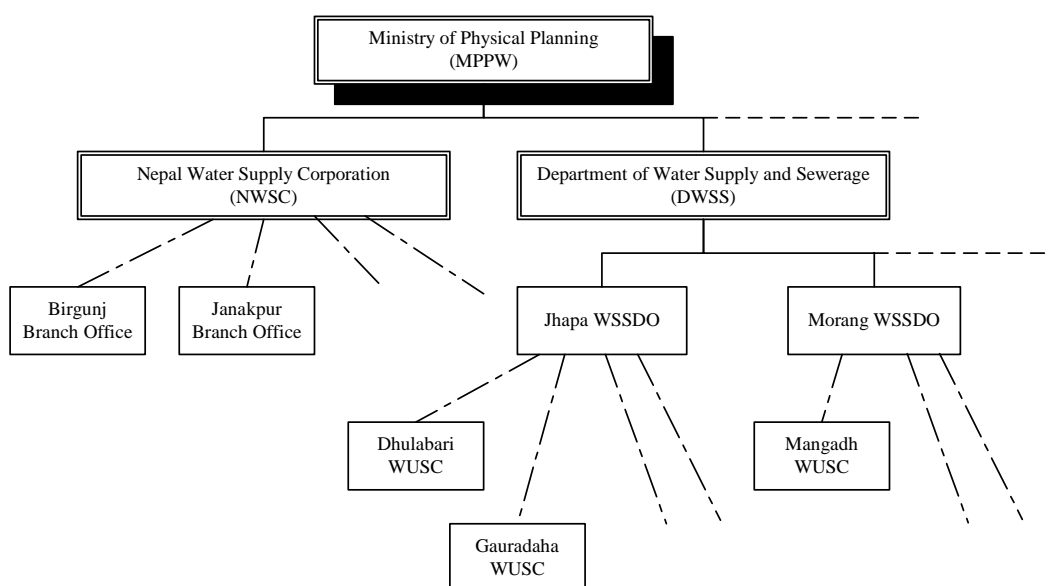 Ministry of Physical Planning
(MPPW)
Nepal Water Supply Corporation
(NWSC)
Department of Water Supply and Sewerage
(DWSS)
Birgunj
Branch Office
Janakpur
Branch Office
Jhapa WSSDO
Morang WSSDO
Dhulabari
WUSC
Mangadh
WUSC
Gauradaha
WUSC